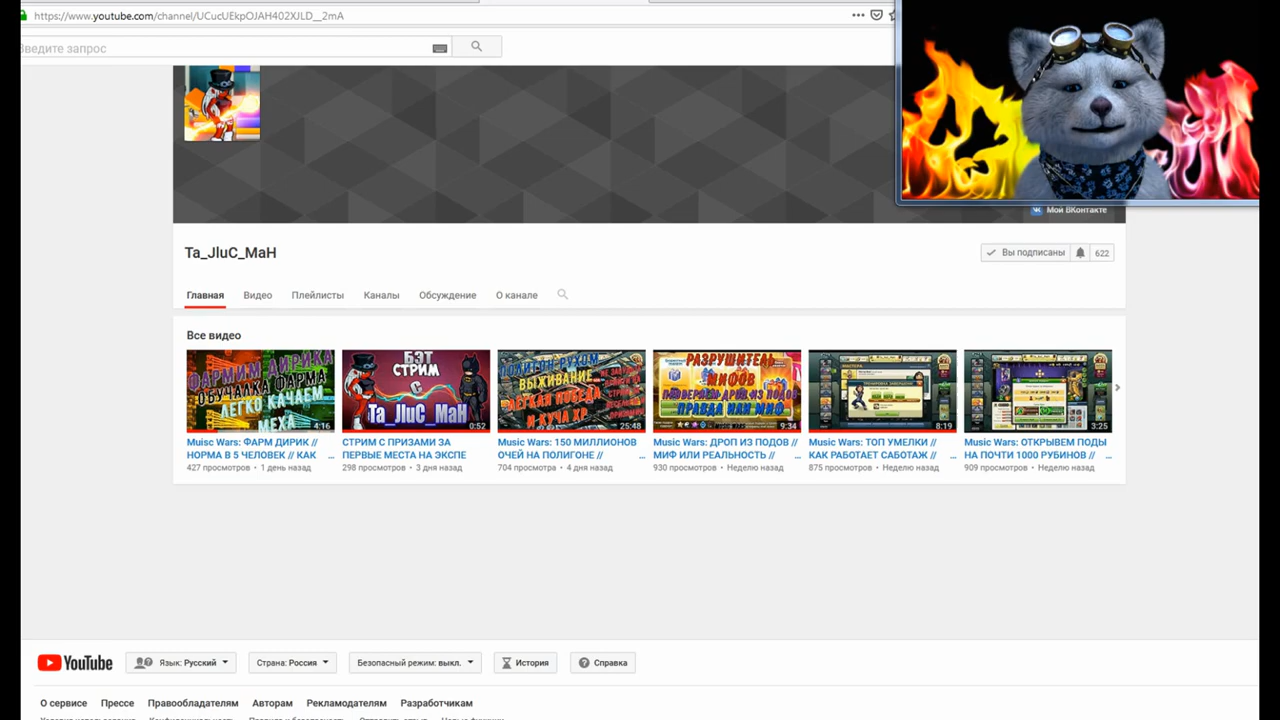 https://www.youtube.com/channel/UCucUEkpOJAH402XJLD__2mA
Введите запрос
Мой ВКонтакте
Ta_JluC_MaH
Вы подписаны 622
Главная Видео Плейлисты Каналы Обсуждение О канале
Все видео
ФАРМИМ ДИРИКА
ОБУЧАЛКА ФАРМА
ЛЕГКО КАЧАЕМ
МЕХА
4:16
БЭТ
СТРИМ
С
Ta_JluC_MaH
0:52
ВЫЖИВАНИЕ
ЛЕГКАЯ ПОБЕДА
И КУЧА ХР
25:48
РАЗРУШИТЕЛЬ
МИФОВ
ПРОВЕРЯЕМ ДРОП ИЗ ПОДОВ
ПРАВДА ИЛИ МИФ
9:34
8:19
3:25
Muisc Wars: ФАРМ ДИРИК //
НОРМА В 5 ЧЕЛОВЕК // КАК ...
427 просмотров • 1 день назад
СТРИМ С ПРИЗАМИ ЗА
ПЕРВЫЕ МЕСТА НА ЭКСПЕ
298 просмотров • 3 дня назад
Music Wars: 150 МИЛЛИОНОВ
ОЧЕЙ НА ПОЛИГОНЕ // ...
704 просмотра • 4 дня назад
Music Wars: ДРОП ИЗ ПОДОВ //
МИФ ИЛИ РЕАЛЬНОСТЬ // ...
930 просмотров • Неделю назад
Music Wars: ТОП УМЕЛКИ //
КАК РАБОТАЕТ САБОТАЖ // ...
875 просмотров • Неделю назад
Music Wars: ОТКРЫВЕМ ПОДЫ
НА ПОЧТИ 1000 РУБИНОВ // ...
909 просмотров • Неделю назад
YouTube
Язык: Русский
Страна: Россия
Безопасный режим: выкл.
История
Справка
О сервисе Прессе Правообладателям Авторам Рекламодателям Разработчикам